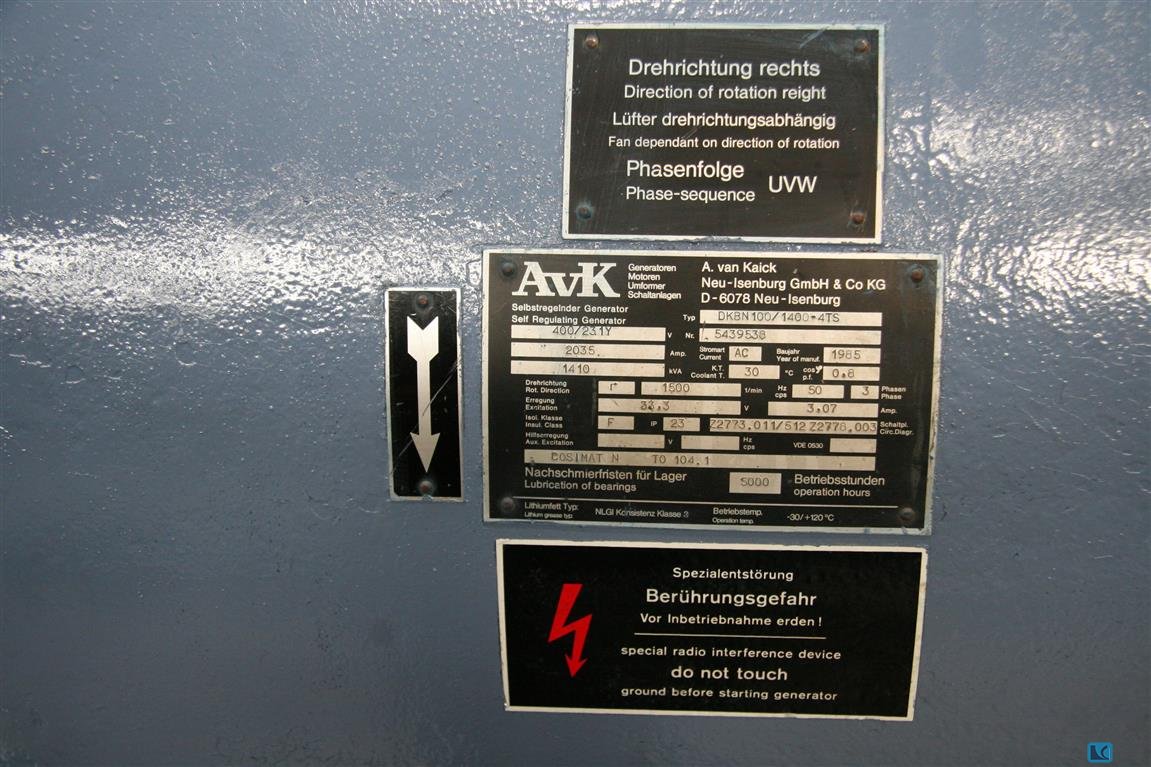 Drehrichtung rechts
Direction of rotation reight
Lüfter drehrichtungsabhängig
Fan dependant on direction of rotation
Phasenfolge
Phase-sequence UVW
AvK Generatoren Motoren Umformer Schaltanlagen
A. van Kaick
Neu-Isenburg GmbH & Co KG
D-6078 Neu-Isenburg
Selbstregelnder Generator
Self Regulating Generator
Typ DKBN100/1400-4TS
400/231Y V Nr. 5439538
2035 Amp. Stromart Current AC Baujahr Year of manuf. 1985
1410 kVA K.T. Coolant T. 30 °C cosφ p.f. 0,8
Drehrichtung Rot. Direction 1500 1/min Hz cps 50 3 Phasen Phase
Erregung Excitation 33,3 V 3,07 Amp.
Isol. Klasse Insul. Class F IP 23 Z2773.011/512 Z2778.003 Schaltpl. Circ.Diagr.
Hilfserregung Aux. Excitation V Hz cps VDE 0530
COSIMAT N TO 104.1
Nachschmierfristen für Lager
Lubrication of bearings
5000 Betriebsstunden
operation hours
Lithiumfett Typ: Lithium grease typ: NLGI Konsistenz Klasse 3 Betriebstemp. Operation temp. -30/+120 °C
Spezialentstörung
Berührungsgefahr
Vor Inbetriebnahme erden!
special radio interference device
do not touch
ground before starting generator